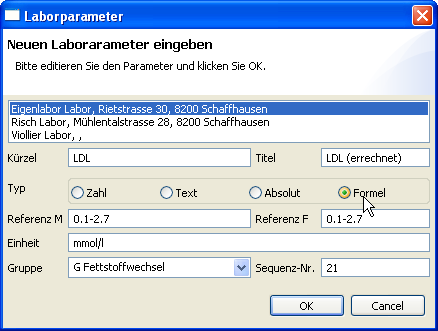 Laborparameter
Neuen Laborarameter eingeben
Bitte editieren Sie den Parameter und klicken Sie OK.
Eigenlabor Labor, Rietstrasse 30, 8200 Schaffhausen
Risch Labor, Mühlentalstrasse 28, 8200 Schaffhausen
Viollier Labor, ,
Kürzel LDL Titel LDL (errechnet)
Typ Zahl Text Absolut Formel
Referenz M 0.1-2.7 Referenz F 0.1-2.7
Einheit mmol/l
Gruppe G Fettstoffwechsel Sequenz-Nr. 21
OK Cancel